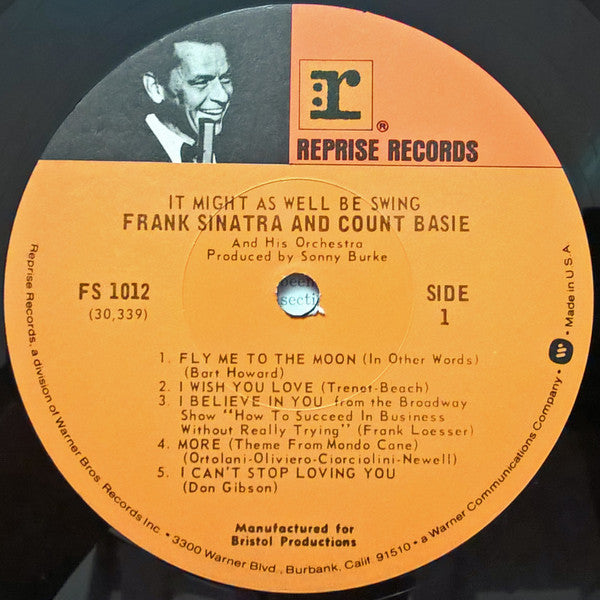 r
®
REPRISE RECORDS
IT MIGHT AS WELL BE SWING
FRANK SINATRA AND COUNT BASIE
And His Orchestra
Produced by Sonny Burke
FS 1012
(30,339)
SIDE
1
secti
1. FLY ME TO THE MOON (In Other Words)
(Bart Howard)
2. I WISH YOU LOVE (Trenet-Beach)
3. I BELIEVE IN YOU from the Broadway
Show "How To Succeed In Business
Without Really Trying" (Frank Loesser)
4. MORE (Theme From Mondo Cane)
(Ortolani-Oliviero-Ciorciolini-Newell)
5. I CAN'T STOP LOVING YOU
(Don Gibson)
Manufactured for
Bristol Productions
Reprise Records, a division of Warner Bros. Records Inc. • 3300 Warner Blvd., Burbank, Calif. 91510 • a Warner Communications Company • Made in U.S.A.